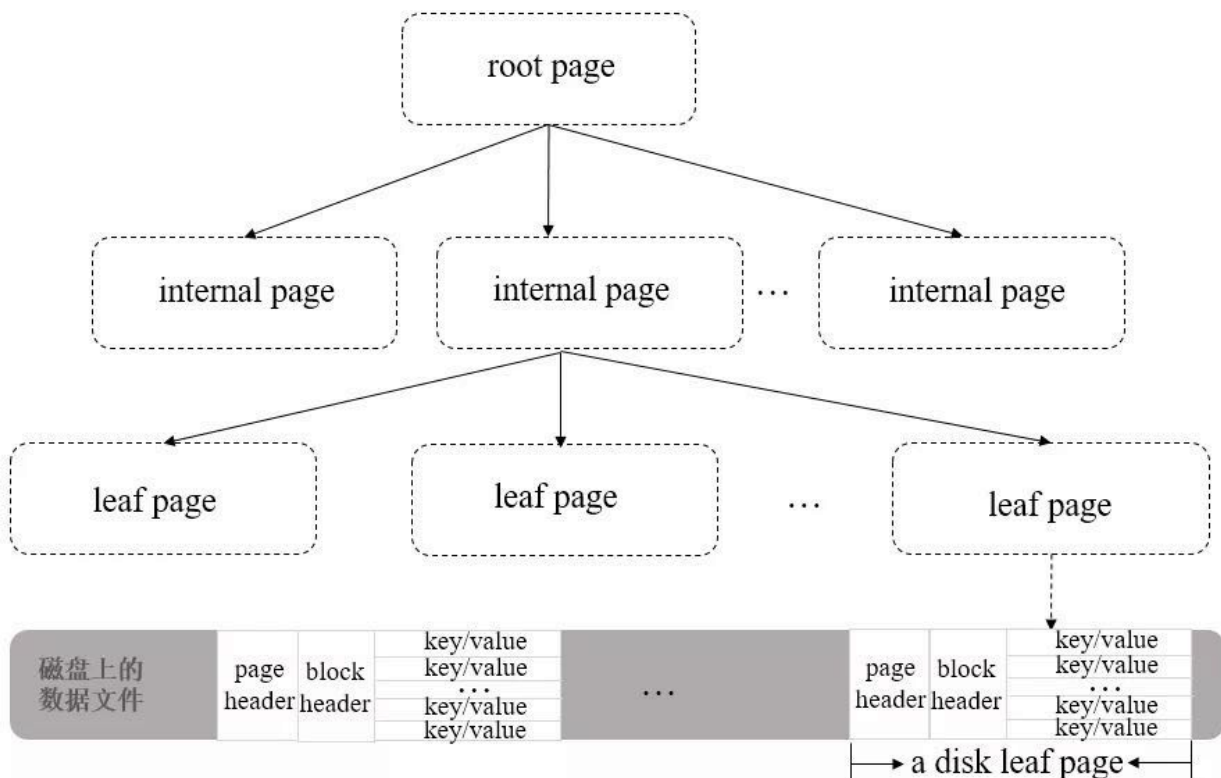 root page
internal page
internal page
...
internal page
leaf page
leaf page
...
leaf page
磁盘上的
数据文件
page
header
block
header
key/value
key/value
...
key/value
key/value
...
page
header
block
header
key/value
key/value
...
key/value
key/value
a disk leaf page